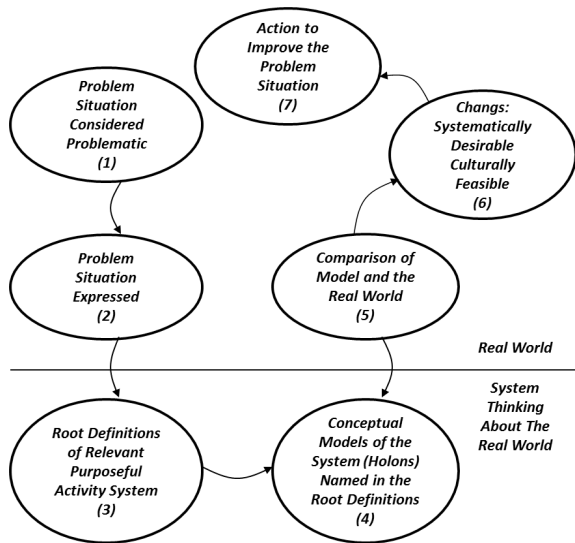 Problem
Situation
Considered
Problematic
(1)
Problem
Situation
Expressed
(2)
Root Definitions
of Relevant
Purposeful
Activity System
(3)
Conceptual
Models of the
System (Holons)
Named in the
Root Definitions
(4)
Comparison of
Model and the
Real World
(5)
Changs:
Systematically
Desirable
Culturally
Feasible
(6)
Action to
Improve the
Problem
Situation
(7)
Real World
System
Thinking
About The
Real World